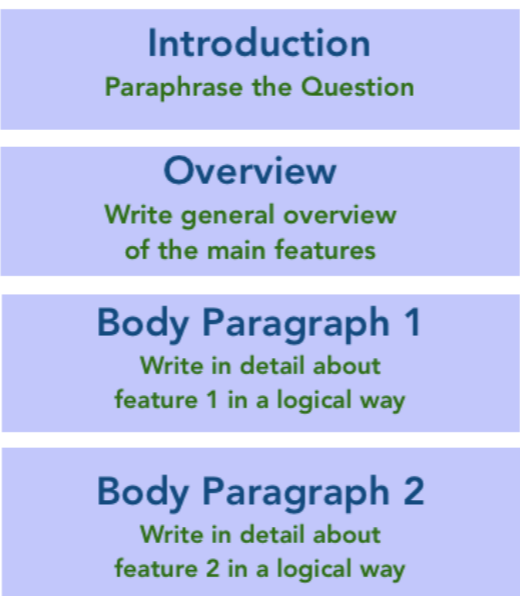 Introduction
Paraphrase the Question
Overview
Write general overview
of the main features
Body Paragraph 1
Write in detail about
feature 1 in a logical way
Body Paragraph 2
Write in detail about
feature 2 in a logical way